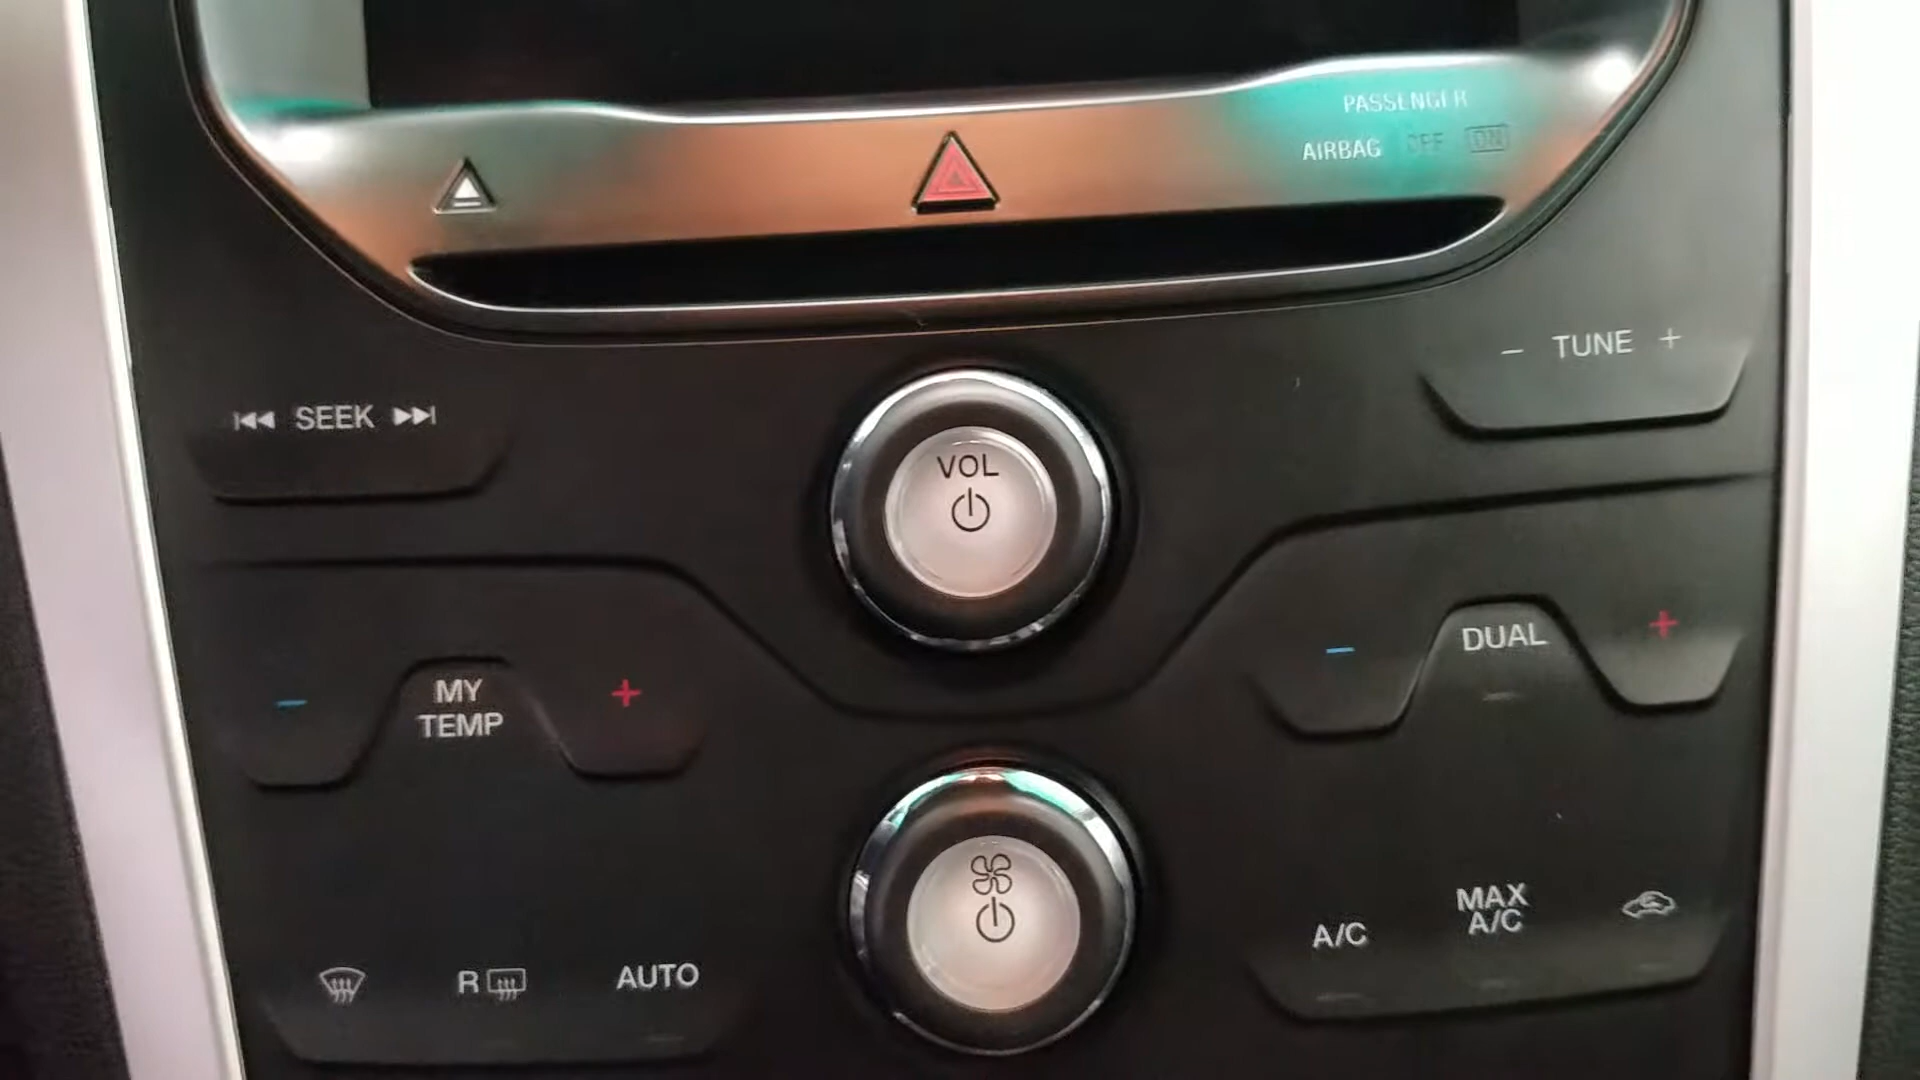 PASSENGER
AIRBAG OFF ON
– TUNE +
SEEK
VOL
– DUAL +
– MY TEMP +
MAX
A/C
A/C
R
AUTO